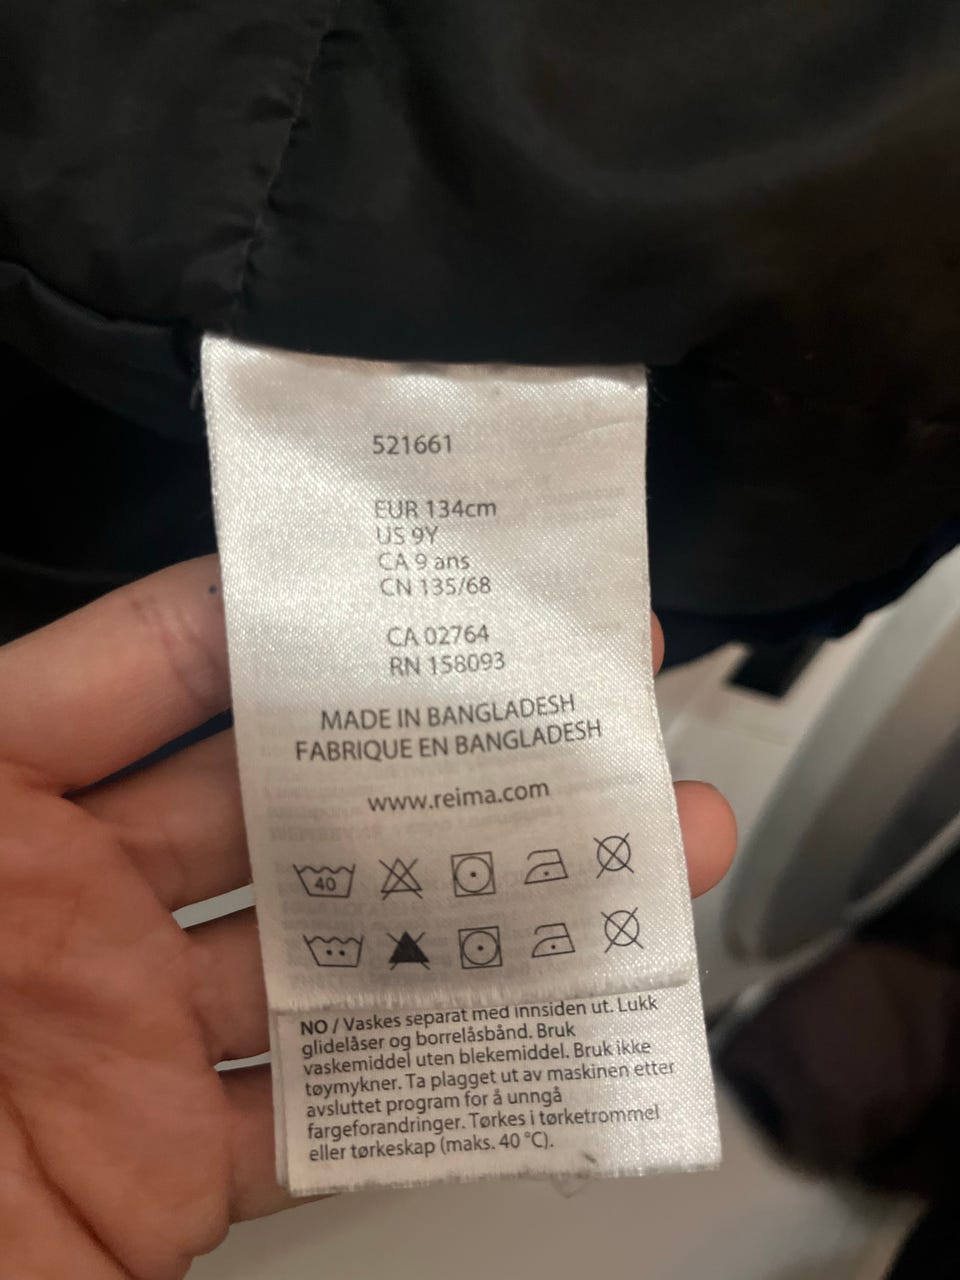 521661
EUR 134cm
US 9Y
CA 9 ans
CN 135/68
CA 02764
RN 158093
MADE IN BANGLADESH
FABRIQUE EN BANGLADESH
www.reima.com
40
NO / Vaskes separat med innsiden ut. Lukk
glidelåser og borrelåsbånd. Bruk
vaskemiddel uten blekemiddel. Bruk ikke
tøymykner. Ta plagget ut av maskinen etter
avsluttet program for å unngå
fargeforandringer. Tørkes i tørketrommel
eller tørkeskap (maks. 40 °C).